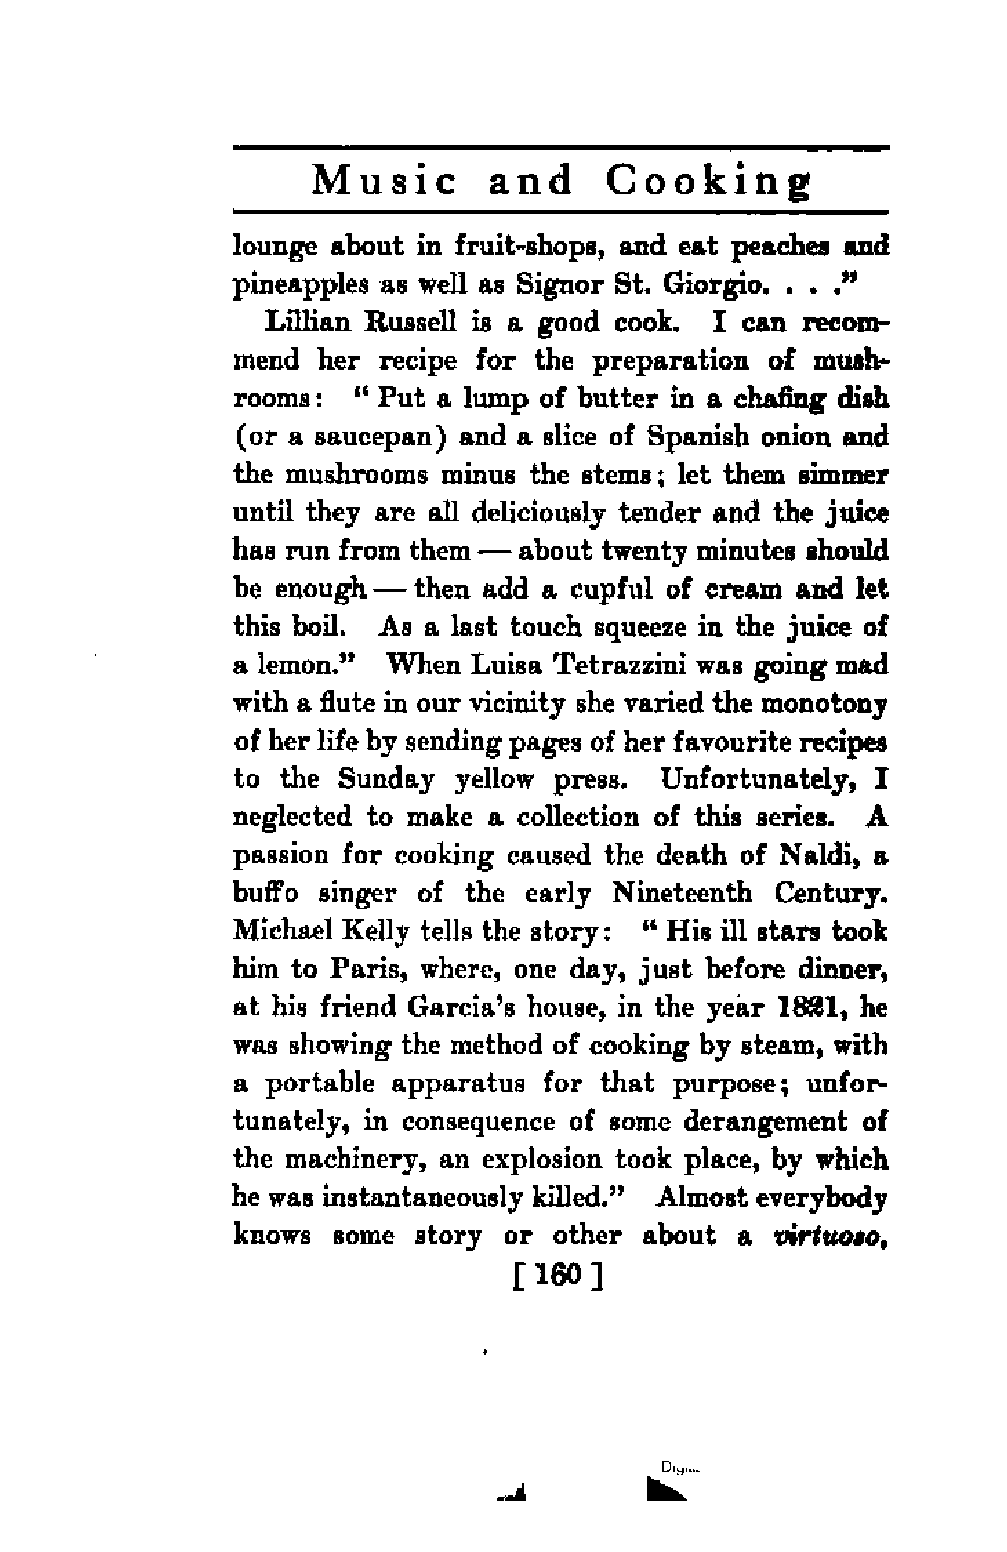 Music and Cooking
lounge about in fruit-shops, and eat peaches and
pineapples as well as Signor St. Giorgio. . . ."
Lillian Russell is a good cook. I can recom-
mend her recipe for the preparation of mush-
rooms: "Put a lump of butter in a chafing dish
(or a saucepan) and a slice of Spanish onion and
the mushrooms minus the stems; let them simmer
until they are all deliciously tender and the juice
has run from them — about twenty minutes should
be enough — then add a cupful of cream and let
this boil. As a last touch squeeze in the juice of
a lemon." When Luisa Tetrazzini was going mad
with a flute in our vicinity she varied the monotony
of her life by sending pages of her favourite recipes
to the Sunday yellow press. Unfortunately, I
neglected to make a collection of this series. A
passion for cooking caused the death of Naldi, a
buffo singer of the early Nineteenth Century.
Michael Kelly tells the story: "His ill stars took
him to Paris, where, one day, just before dinner,
at his friend Garcia's house, in the year 1821, he
was showing the method of cooking by steam, with
a portable apparatus for that purpose; unfor-
tunately, in consequence of some derangement of
the machinery, an explosion took place, by which
he was instantaneously killed." Almost everybody
knows some story or other about a virtuoso,
[ 160 ]